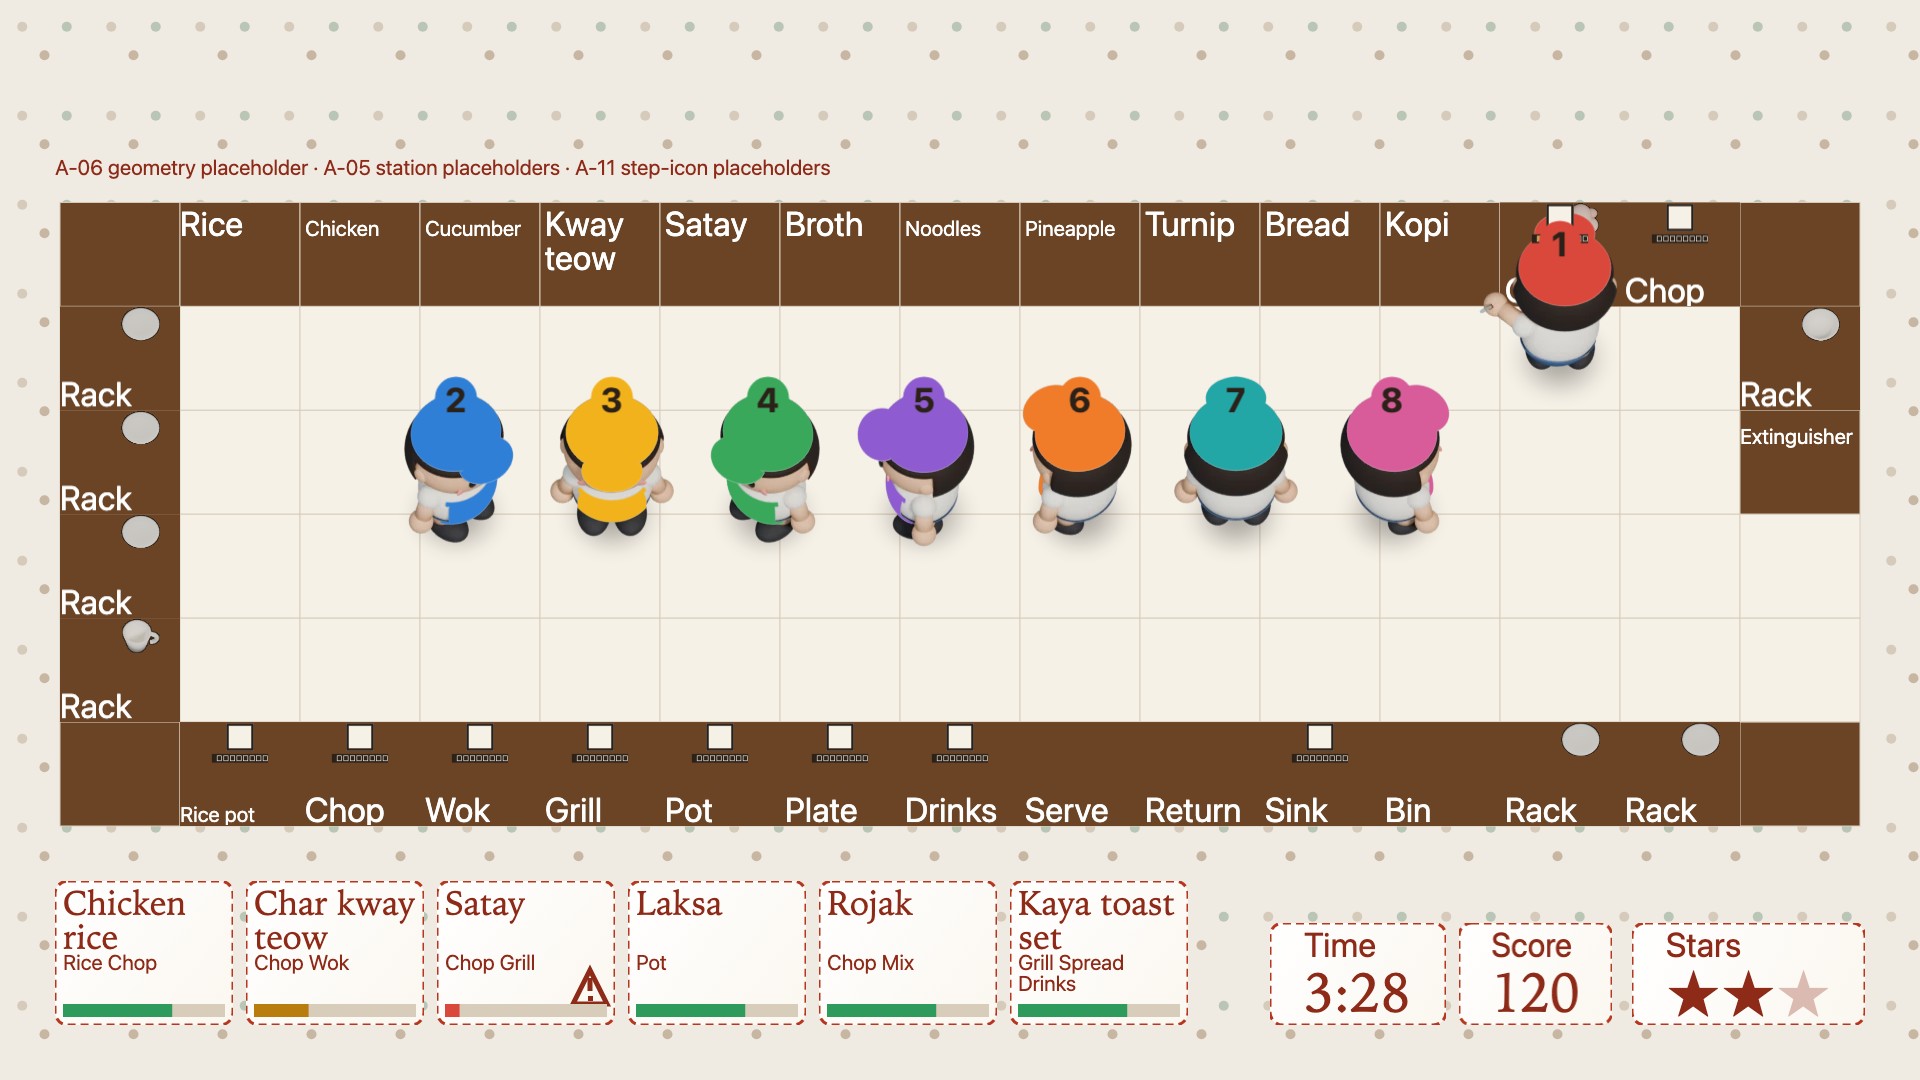 A-06 geometry placeholder · A-05 station placeholders · A-11 step-icon placeholders
Rice
Chicken
Cucumber
Kway
teow
Satay
Broth
Noodles
Pineapple
Turnip
Bread
Kopi
1
Chop
Rack
Rack
Extinguisher
2
3
4
5
6
7
8
Rack
Rack
Rack
Rice pot
Chop
Wok
Grill
Pot
Plate
Drinks
Serve
Return
Sink
Bin
Rack
Rack
Chicken
rice
Rice Chop
Char kway
teow
Chop Wok
Satay
Chop Grill
Laksa
Pot
Rojak
Chop Mix
Kaya toast
set
Grill Spread
Drinks
Time
3:28
Score
120
Stars